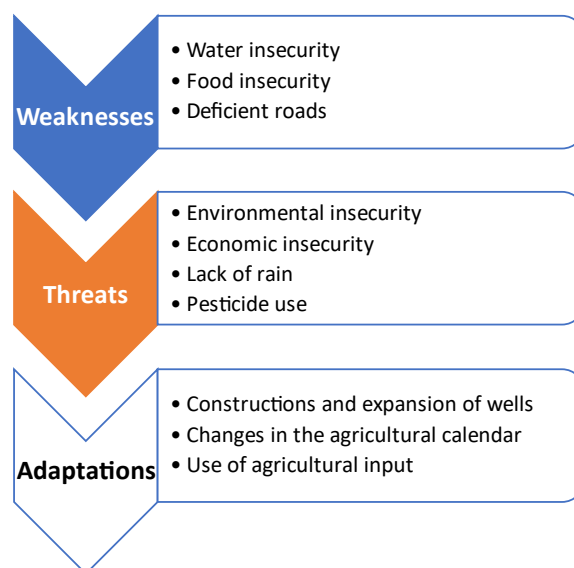 Weaknesses
• Water insecurity
• Food insecurity
• Deficient roads
Threats
• Environmental insecurity
• Economic insecurity
• Lack of rain
• Pesticide use
Adaptations
• Constructions and expansion of wells
• Changes in the agricultural calendar
• Use of agricultural input